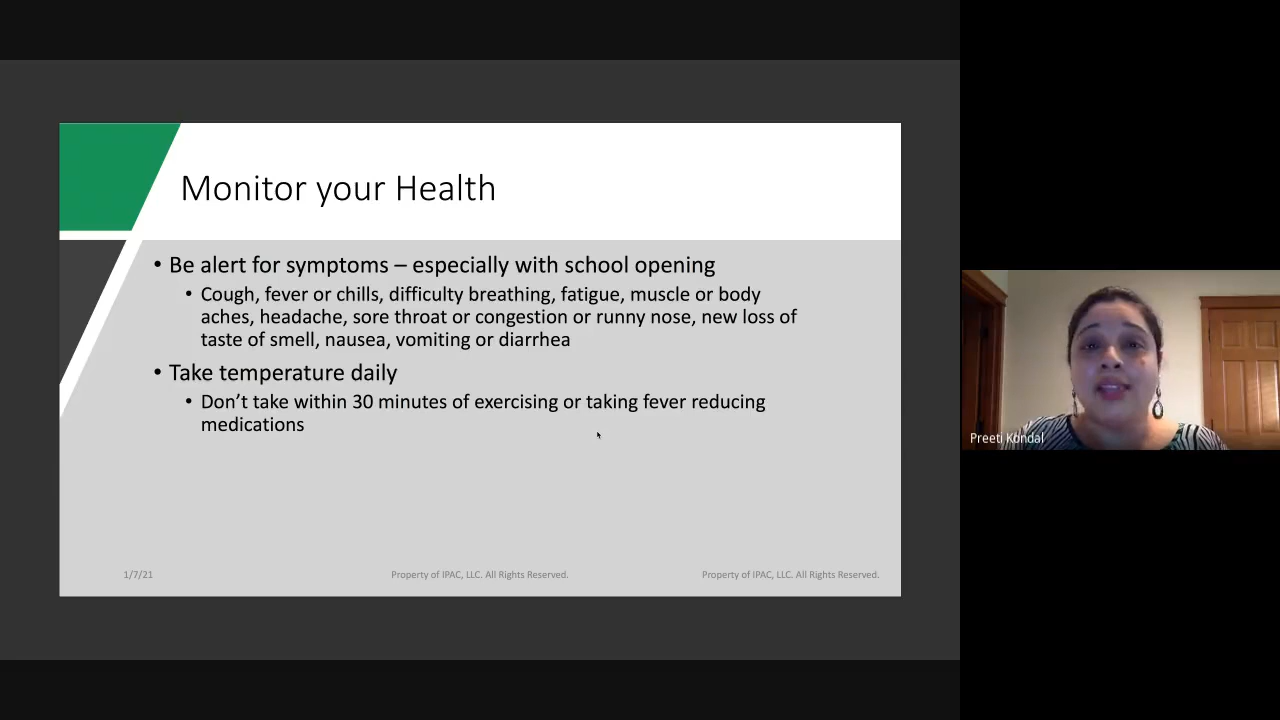 Monitor your Health
• Be alert for symptoms – especially with school opening
• Cough, fever or chills, difficulty breathing, fatigue, muscle or body
aches, headache, sore throat or congestion or runny nose, new loss of
taste of smell, nausea, vomiting or diarrhea
• Take temperature daily
• Don’t take within 30 minutes of exercising or taking fever reducing
medications
1/7/21
Property of IPAC, LLC. All Rights Reserved.
Property of IPAC, LLC. All Rights Reserved.
Preeti Kondal